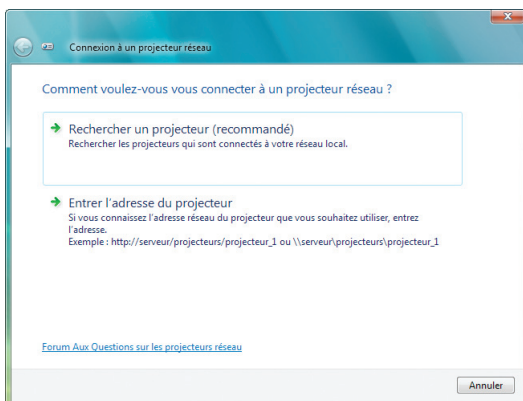 Connexion à un projecteur réseau
Comment voulez-vous vous connecter à un projecteur réseau ?
Rechercher un projecteur (recommandé)
Rechercher les projecteurs qui sont connectés à votre réseau local.
Entrer l'adresse du projecteur
Si vous connaissez l'adresse réseau du projecteur que vous souhaitez utiliser, entrez
l'adresse.
Exemple : http://serveur/projecteurs/projecteur_1 ou \\serveur\projecteurs\projecteur_1
Forum Aux Questions sur les projecteurs réseau
Annuler